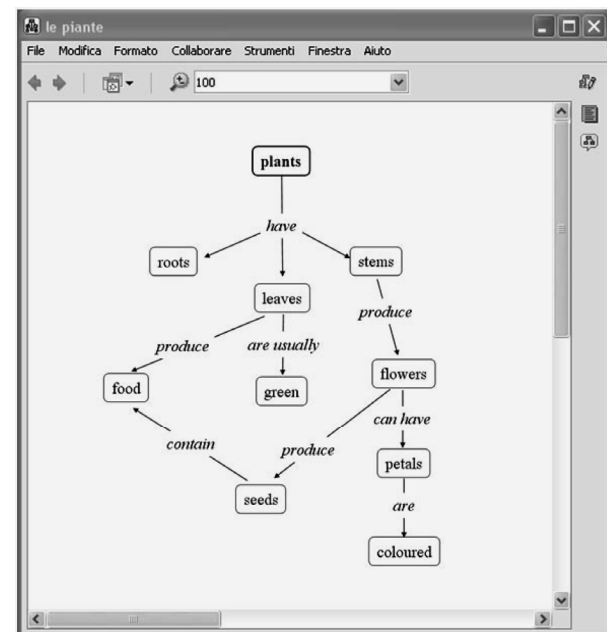 le piante
File Modifica Formato Collaborare Strumenti Finestra Aiuto
100
plants
have
roots
stems
leaves
produce
produce
are usually
food
green
flowers
can have
contain
produce
petals
seeds
are
coloured